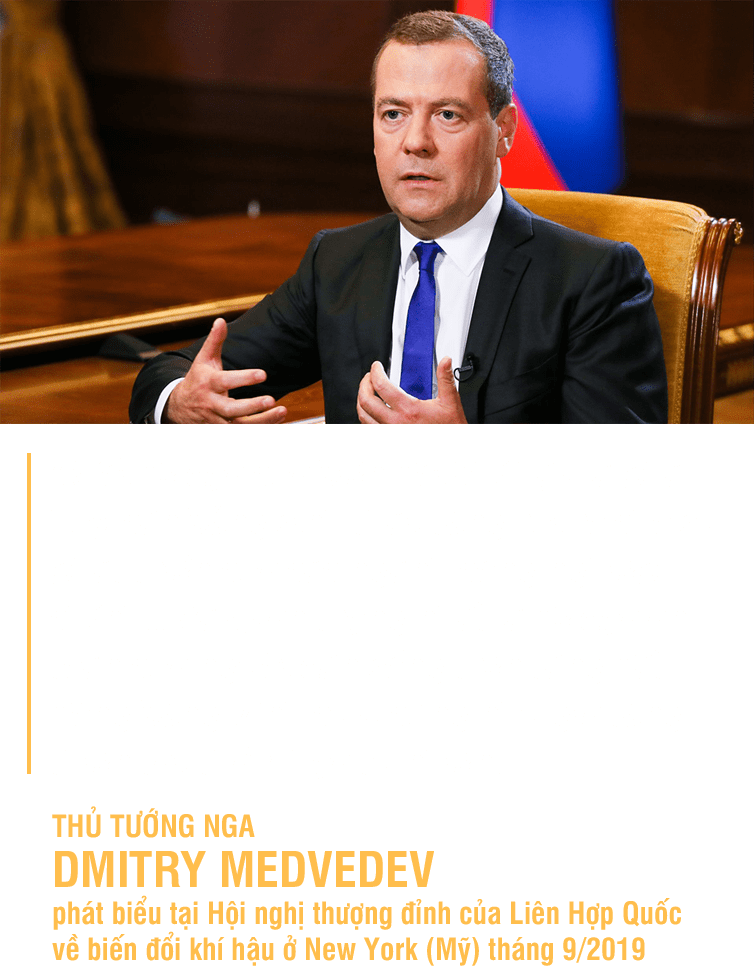 THỦ TƯỚNG NGA
DMITRY MEDVEDEV
phát biểu tại Hội nghị thượng đỉnh của Liên Hợp Quốc
về biến đổi khí hậu ở New York (Mỹ) tháng 9/2019